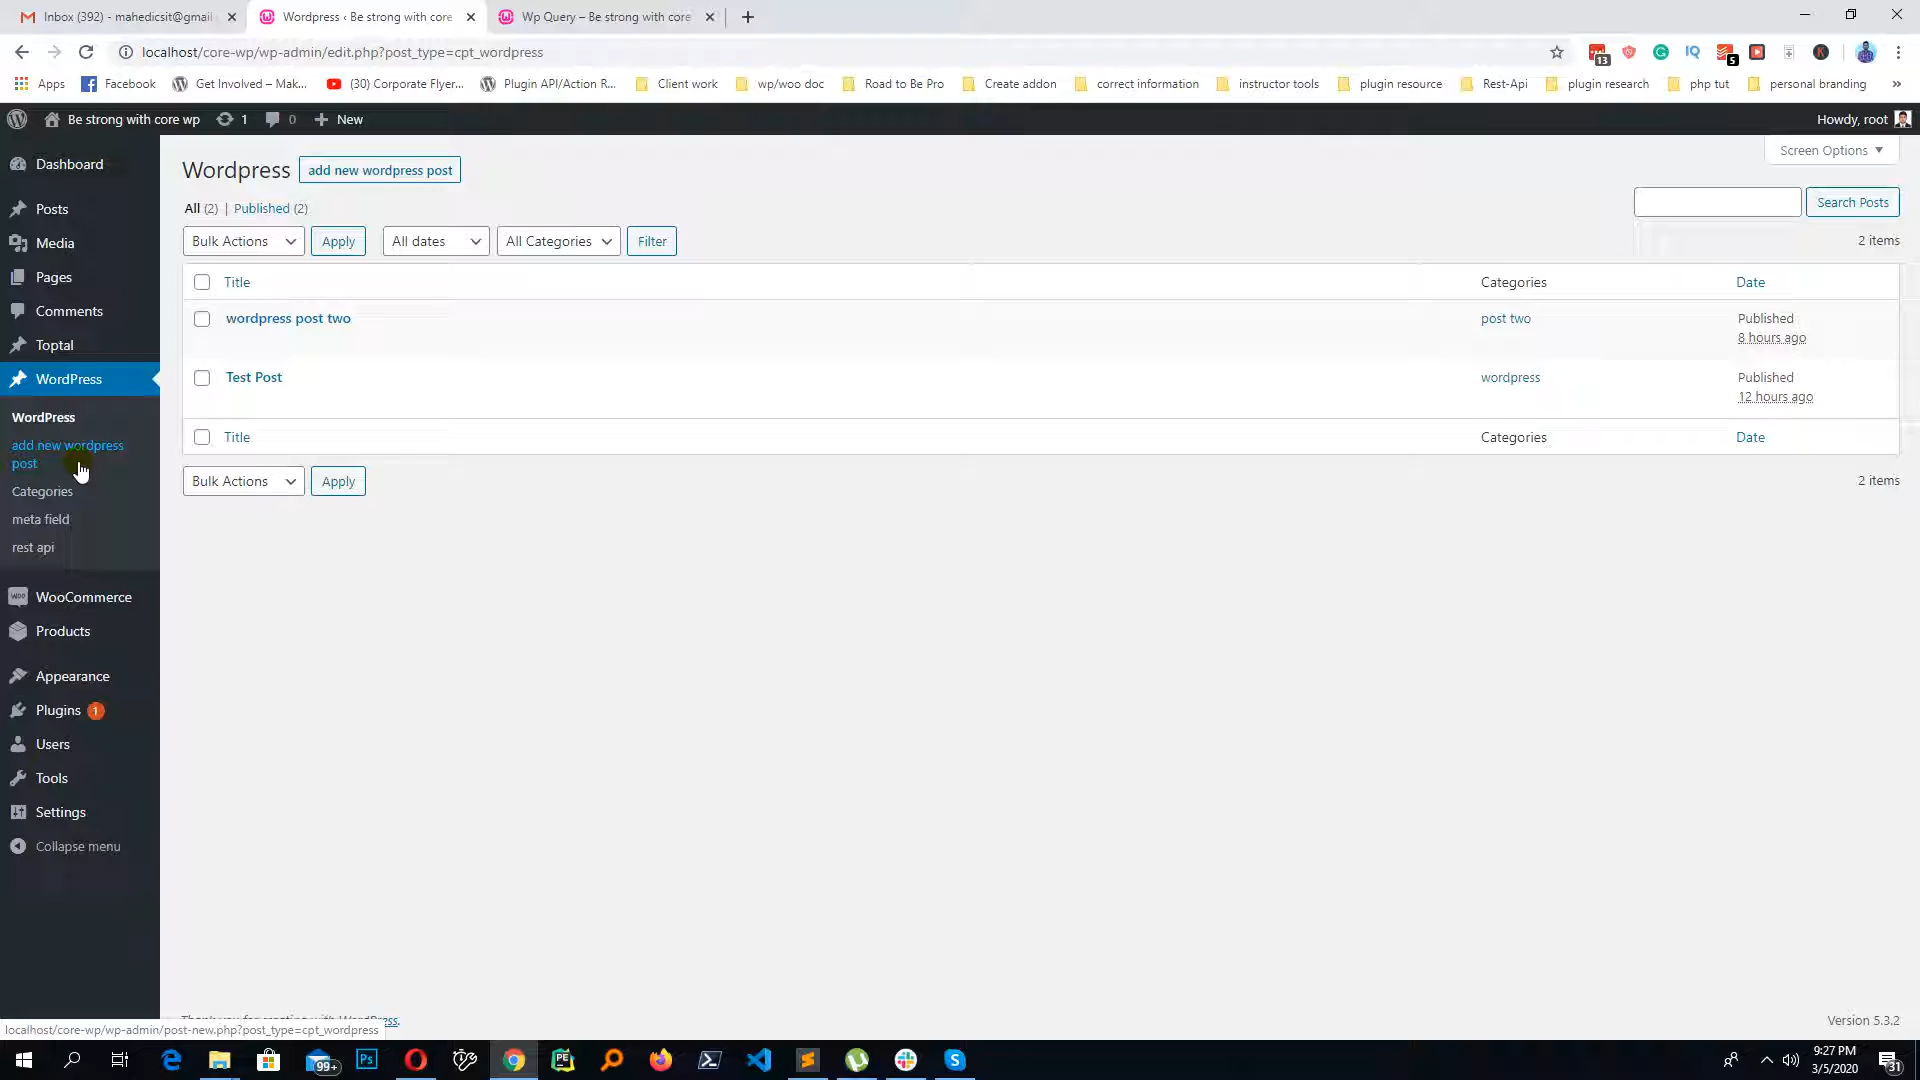 Inbox (392) - mahedicsit@gmail
Wordpress ‹ Be strong with core
Wp Query – Be strong with core
localhost/core-wp/wp-admin/edit.php?post_type=cpt_wordpress
13
5
Apps
Facebook
Get Involved – Mak...
(30) Corporate Flyer...
Plugin API/Action R...
Client work
wp/woo doc
Road to Be Pro
Create addon
correct information
instructor tools
plugin resource
Rest-Api
plugin research
php tut
personal branding
»
Be strong with core wp
1
0
New
Howdy, root
Dashboard
Posts
Media
Pages
Comments
Toptal
WordPress
WordPress
add new wordpress
post
Categories
meta field
rest api
WooCommerce
Products
Appearance
Plugins 1
Users
Tools
Settings
Collapse menu
Wordpress
add new wordpress post
Screen Options
All (2) | Published (2)
Search Posts
Bulk Actions
Apply
All dates
All Categories
Filter
2 items
Title
Categories
Date
wordpress post two
post two
Published
8 hours ago
Test Post
wordpress
Published
12 hours ago
Title
Categories
Date
Bulk Actions
Apply
2 items
Version 5.3.2
localhost/core-wp/wp-admin/post-new.php?post_type=cpt_wordpress
99+
Ps
PE
S
9:27 PM
3/5/2020
31